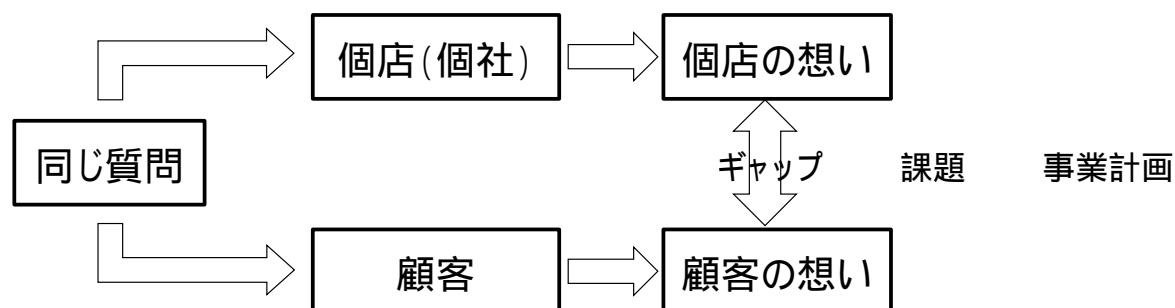 個店(個社)
個店の想い
同じ質問
ギャップ 課題 事業計画
顧客
顧客の想い